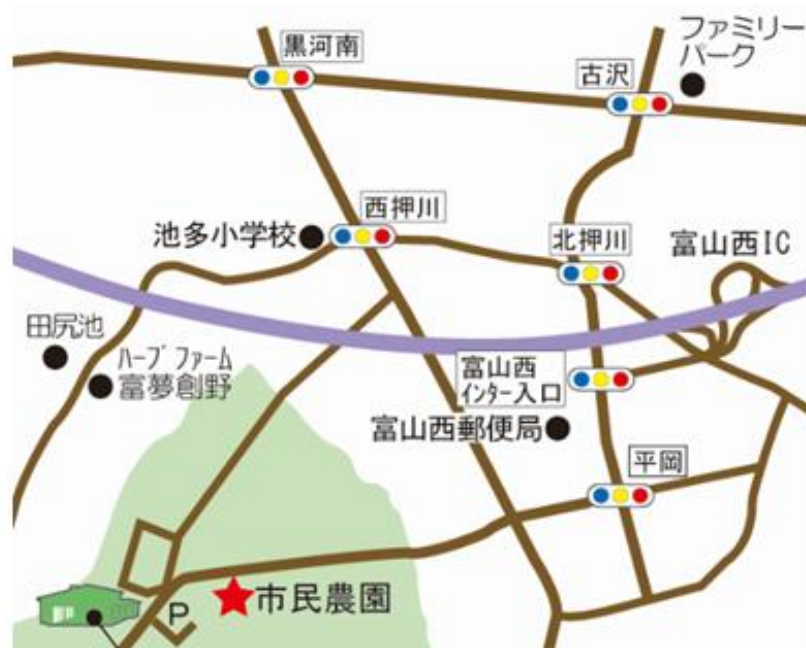 黒河南
ファミリー
パーク
古沢
西押川
池多小学校
北押川
富山西IC
田尻池
ハーブファーム
富夢創野
富山西
インター入口
富山西郵便局
平岡
P
市民農園